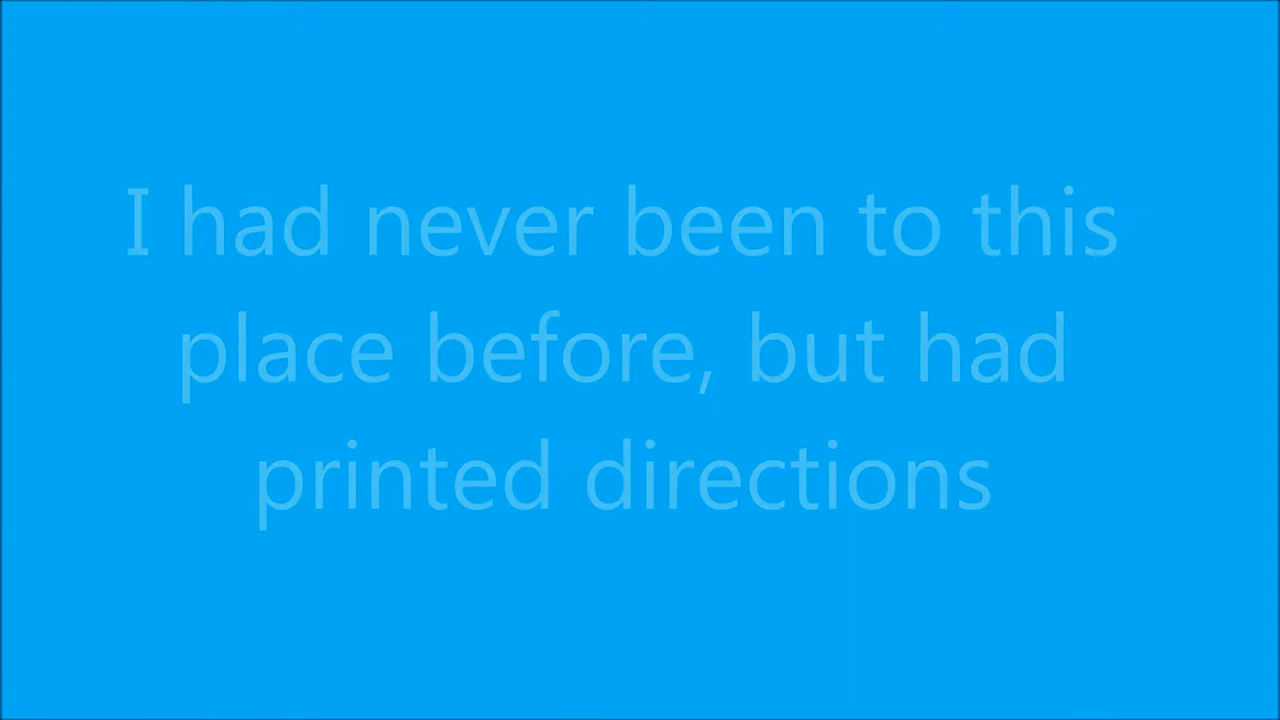 I had never been to this
place before, but had
printed directions